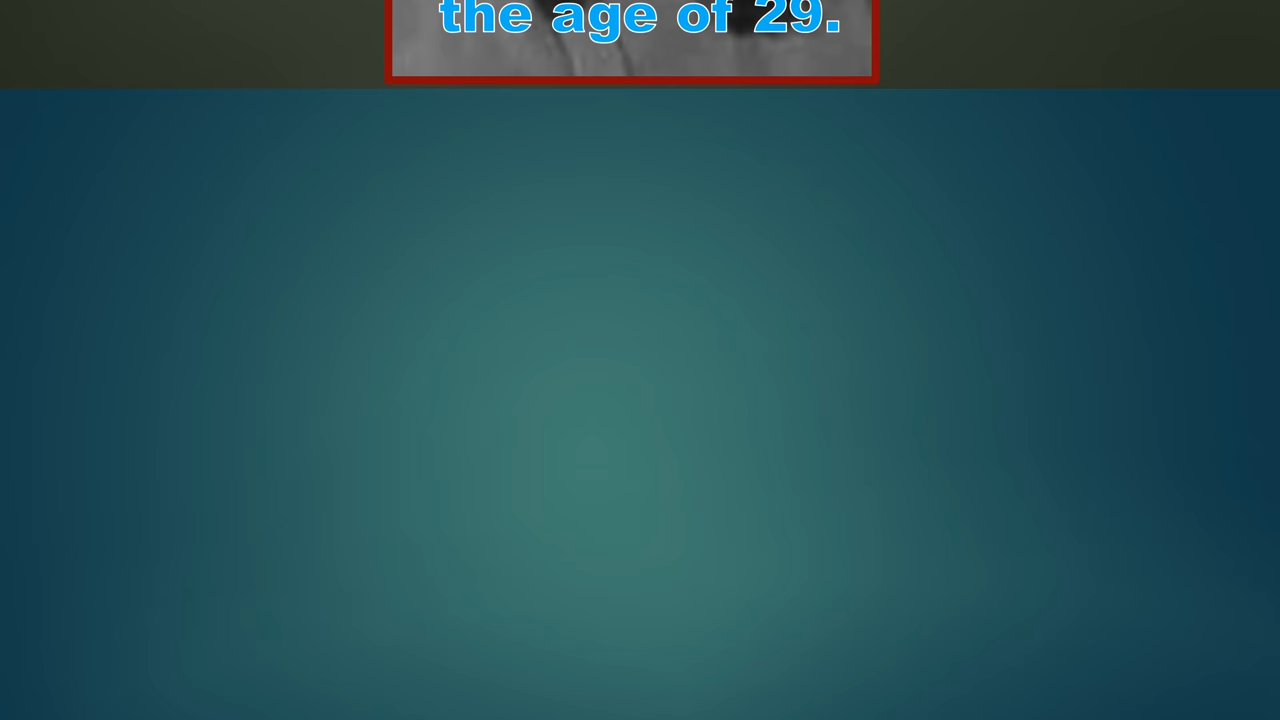 the age of 29.